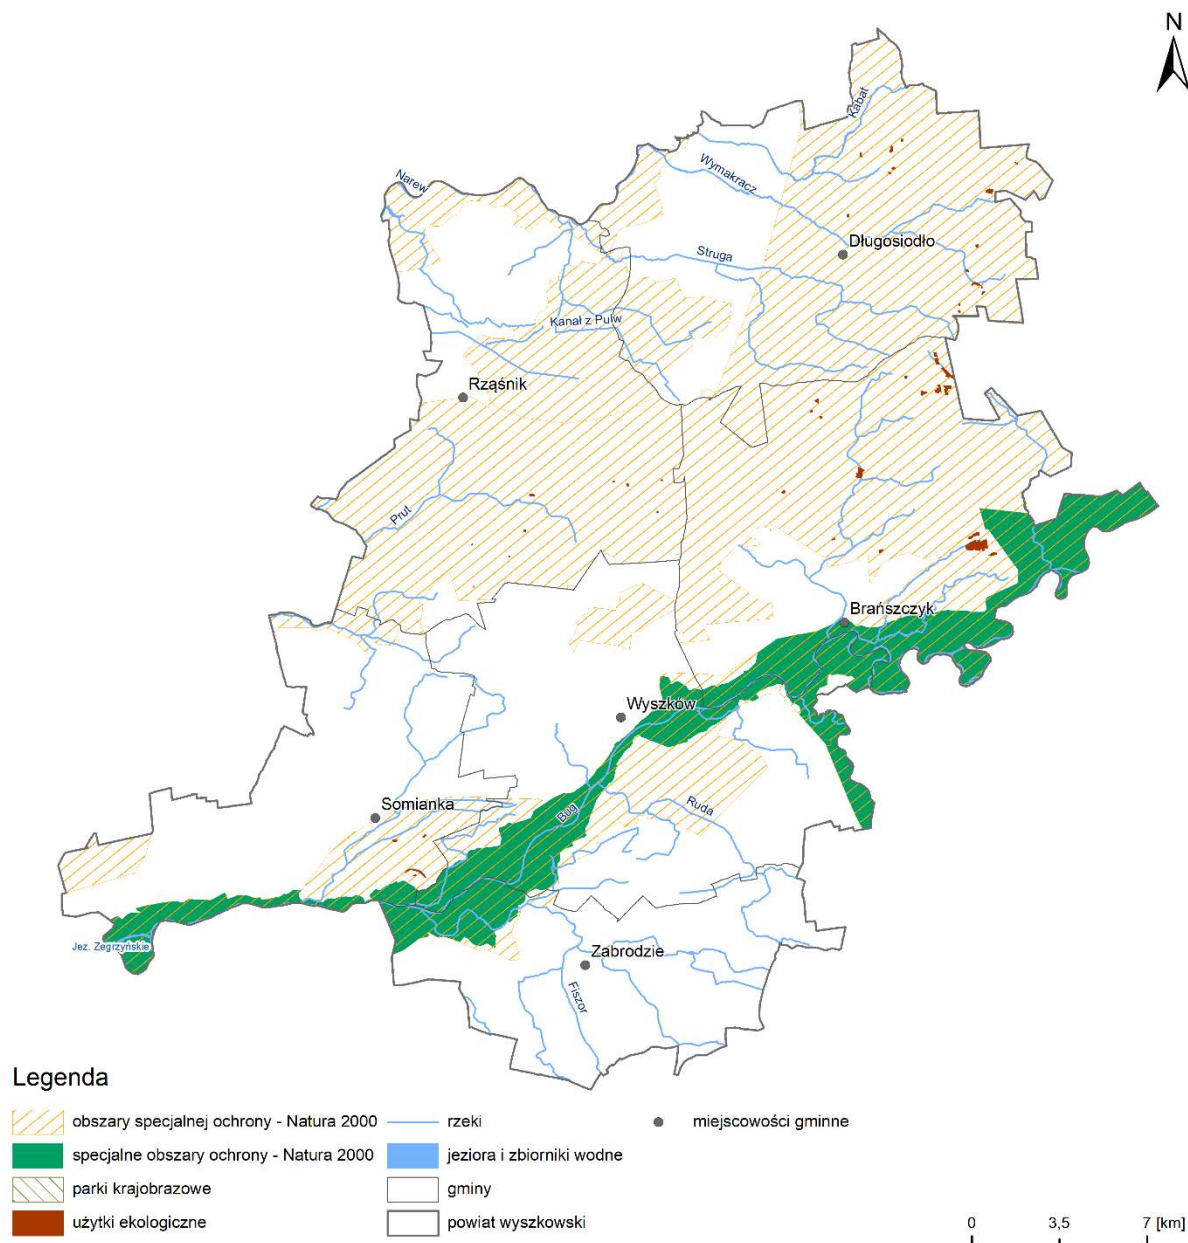 N
Kabat
Wymakracz
Narew
Długosiodło
Struga
Kanał z Pulw
Rząśnik
Prut
Brańszczyk
Wyszków
Somianka
Bug
Ruda
Jez. Zegrzyńskie
Zabrodzie
Fiszor
Legenda
obszary specjalnej ochrony - Natura 2000
rzeki
miejscowości gminne
specjalne obszary ochrony - Natura 2000
jeziora i zbiorniki wodne
parki krajobrazowe
gminy
użytki ekologiczne
powiat wyszkowski
0 3,5 7 [km]